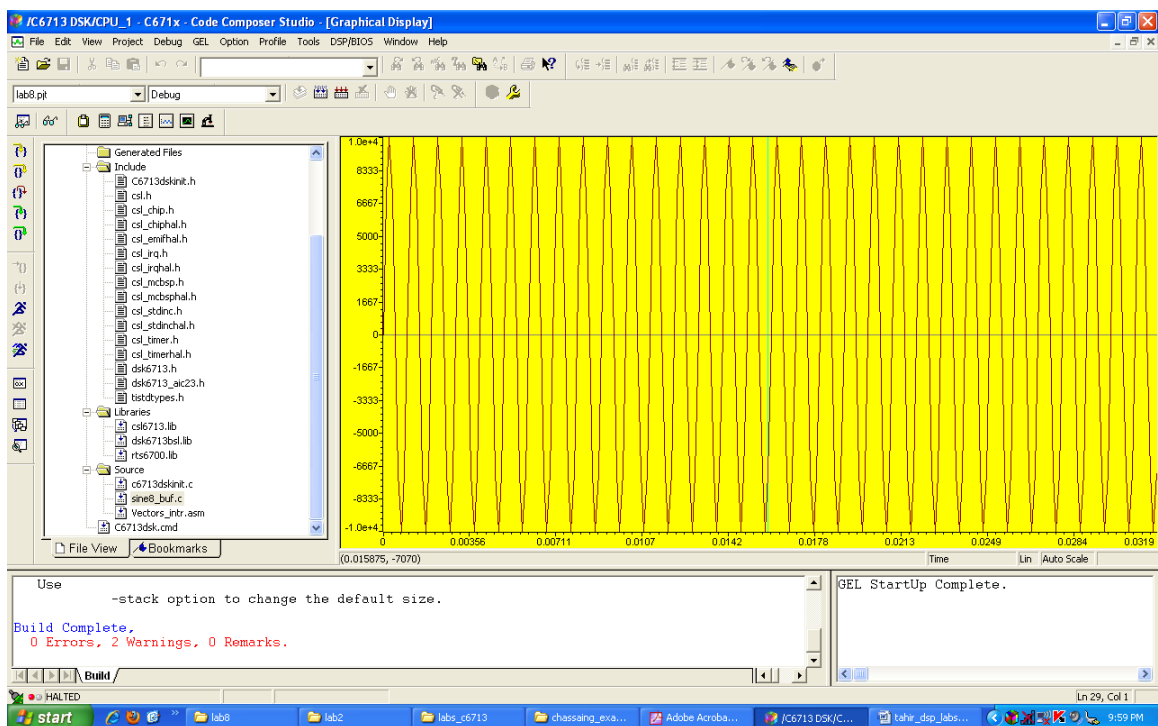 /C6713 DSK/CPU_1 - C671x - Code Composer Studio - [Graphical Display]
File Edit View Project Debug GEL Option Profile Tools DSP/BIOS Window Help
lab8.pjt Debug
Generated Files
Include
C6713dskinit.h
csl.h
csl_chip.h
csl_chiphal.h
csl_emifhal.h
csl_irq.h
csl_irqhal.h
csl_mcbsp.h
csl_mcbsphal.h
csl_stdinc.h
csl_stdinchal.h
csl_timer.h
csl_timerhal.h
dsk6713.h
dsk6713_aic23.h
tistdtypes.h
Libraries
csl6713.lib
dsk6713bsl.lib
rts6700.lib
Source
c6713dskinit.c
sine8_buf.c
Vectors_intr.asm
C6713dsk.cmd
File View Bookmarks
1.0e+4
8333
6667
5000
3333
1667
0
-1667
-3333
-5000
-6667
-8333
-1.0e+4
0 0.00356 0.00711 0.0107 0.0142 0.0178 0.0213 0.0249 0.0284 0.0319
(0.015875, -7070) Time Lin Auto Scale
Use
-stack option to change the default size.
Build Complete,
0 Errors, 2 Warnings, 0 Remarks.
Build
GEL StartUp Complete.
HALTED Ln 29, Col 1
start lab8 lab2 labs_c6713 chassaing_exa... Adobe Acroba... /C6713 DSK/C... tahir_dsp_labs... 9:59 PM